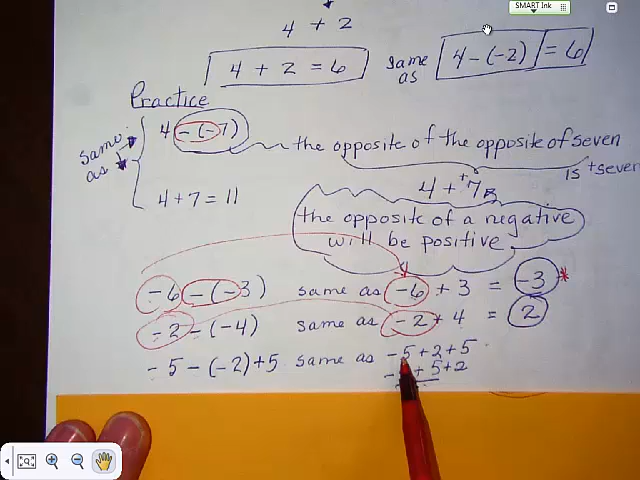 SMART Ink
4 + 2
4 + 2 = 6 same as 4 - (-2) = 6
Practice
same as
4 - (-7)
the opposite of the opposite of seven
is + seven
4 + +7
4 + 7 = 11
the opposite of a negative
will be positive
-6 - (-3) same as -6 + 3 = -3 *
-2 - (-4) same as -2 + 4 = 2
-5 - (-2) + 5 same as -5 + 2 + 5
+ 5 + 2